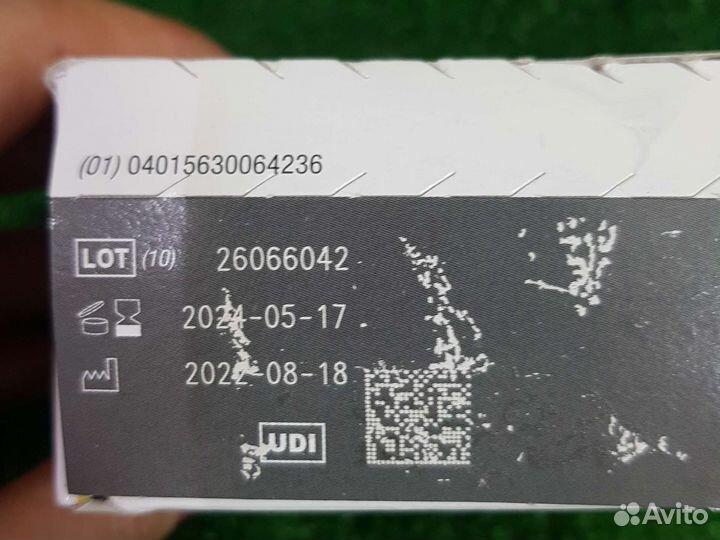 (01) 04015630064236
LOT (10) 26066042
2024-05-17
2022-08-18
UDI
Avito